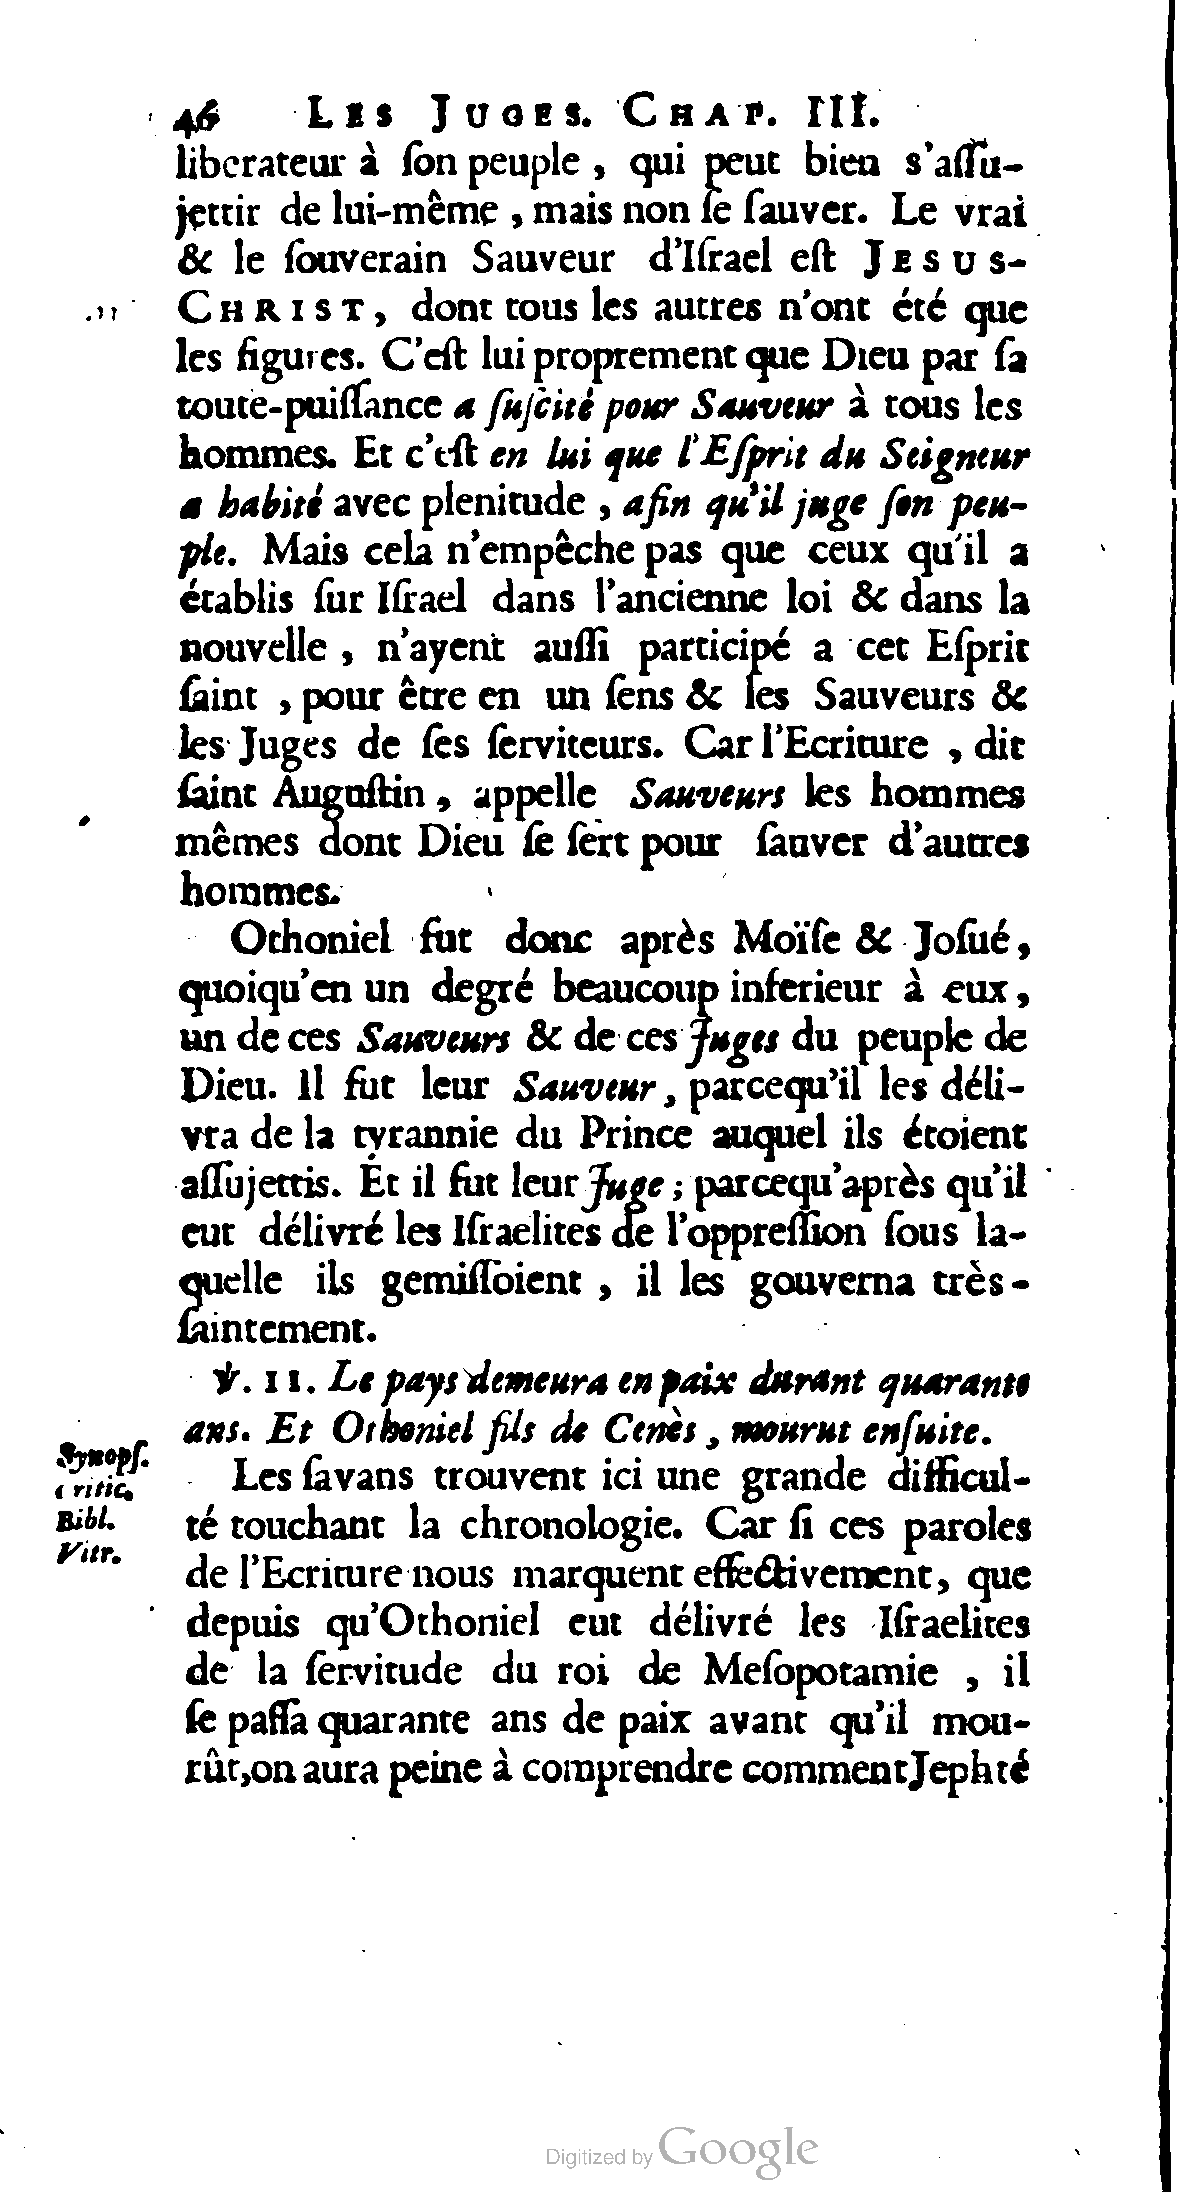 46 LES JUGES. CHAP. III.
liberateur à ſon peuple, qui peut bien s'aſſu-
jettir de lui-même, mais non ſe ſauver. Le vrai
& le ſouverain Sauveur d'Iſrael eſt JESUS-
CHRIST, dont tous les autres n'ont été que
les figures. C'eſt lui proprement que Dieu par ſa
toute-puiſſance a ſuſcité pour Sauveur à tous les
hommes. Et c'eſt en lui que l'Eſprit du Seigneur
a habité avec plenitude, afin qu'il juge ſon peu-
ple. Mais cela n'empêche pas que ceux qu'il a
établis ſur Iſrael dans l'ancienne loi & dans la
nouvelle, n'ayent auſſi participé a cet Eſprit
ſaint, pour être en un ſens & les Sauveurs &
les Juges de ſes ſerviteurs. Car l'Ecriture, dit
ſaint Auguſtin, appelle Sauveurs les hommes
mêmes dont Dieu ſe ſert pour ſauver d'autres
hommes.
Othoniel fut donc après Moïſe & Joſué,
quoiqu'en un degré beaucoup inferieur à eux,
un de ces Sauveurs & de ces Juges du peuple de
Dieu. Il fut leur Sauveur, parcequ'il les déli-
vra de la tyrannie du Prince auquel ils étoient
aſſujettis. Et il fut leur Juge; parcequ'après qu'il
eut délivré les Iſraelites de l'oppreſſion ſous la-
quelle ils gemiſſoient, il les gouverna très-
ſaintement.
℣. 11. Le pays demeura en paix durant quarante
ans. Et Othoniel fils de Cenès, mourut enſuite.
Synopſ.
Critic.
Bibl.
Vitr.
Les ſavans trouvent ici une grande difficul-
té touchant la chronologie. Car ſi ces paroles
de l'Ecriture nous marquent effectivement, que
depuis qu'Othoniel eut délivré les Iſraelites
de la ſervitude du roi de Meſopotamie, il
ſe paſſa quarante ans de paix avant qu'il mou-
rût, on aura peine à comprendre comment Jephté
Digitized by Google